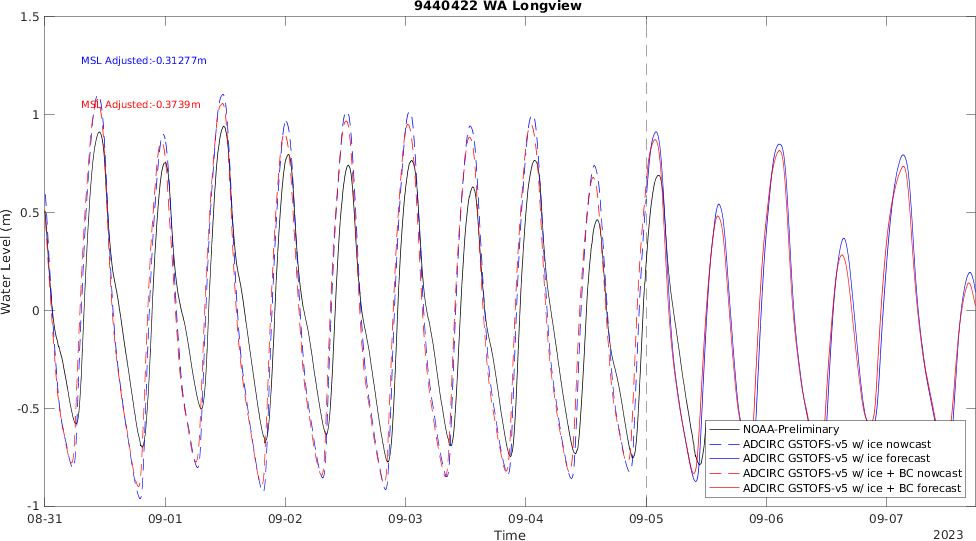 9440422 WA Longview
1.5
MSL Adjusted:-0.31277m
MSL Adjusted:-0.3739m
1
0.5
0
-0.5
-1
Water Level (m)
NOAA-Preliminary
ADCIRC GSTOFS-v5 w/ ice nowcast
ADCIRC GSTOFS-v5 w/ ice forecast
ADCIRC GSTOFS-v5 w/ ice + BC nowcast
ADCIRC GSTOFS-v5 w/ ice + BC forecast
08-31 09-01 09-02 09-03 09-04 09-05 09-06 09-07
Time
2023